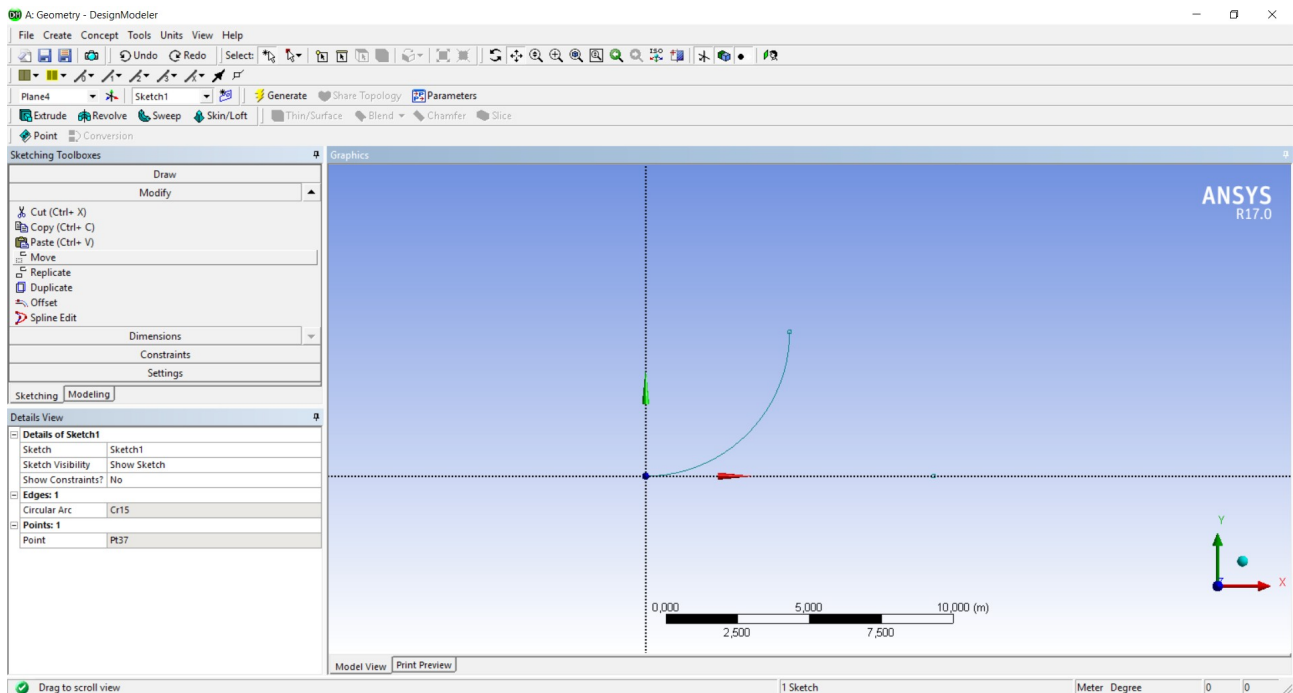 A: Geometry - DesignModeler
File Create Concept Tools Units View Help
Undo Redo Select: ISO
Plane4 Sketch1 Generate Share Topology Parameters
Extrude Revolve Sweep Skin/Loft Thin/Surface Blend Chamfer Slice
Point Conversion
Sketching Toolboxes
Draw
Modify
Cut (Ctrl+ X)
Copy (Ctrl+ C)
Paste (Ctrl+ V)
Move
Replicate
Duplicate
Offset
Spline Edit
Dimensions
Constraints
Settings
Sketching Modeling
Details View
Details of Sketch1
Sketch Sketch1
Sketch Visibility Show Sketch
Show Constraints? No
Edges: 1
Circular Arc Cr15
Points: 1
Point Pt37
Graphics
ANSYS
R17.0
Y
Z X
0,000 5,000 10,000 (m)
2,500 7,500
Model View Print Preview
Drag to scroll view 1 Sketch Meter Degree 0 0